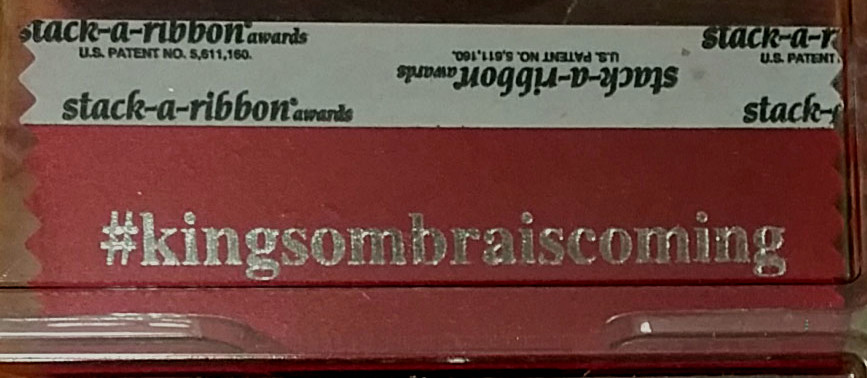 stack-a-ribbon® awards
U.S. PATENT NO. 5,611,160.
stack-a-ribbon® awards
U.S. PATENT NO. 5,611,160.
stack-a-ribbon® awards
stack-a-r
U.S. PATENT
stack-
#kingsombraiscoming